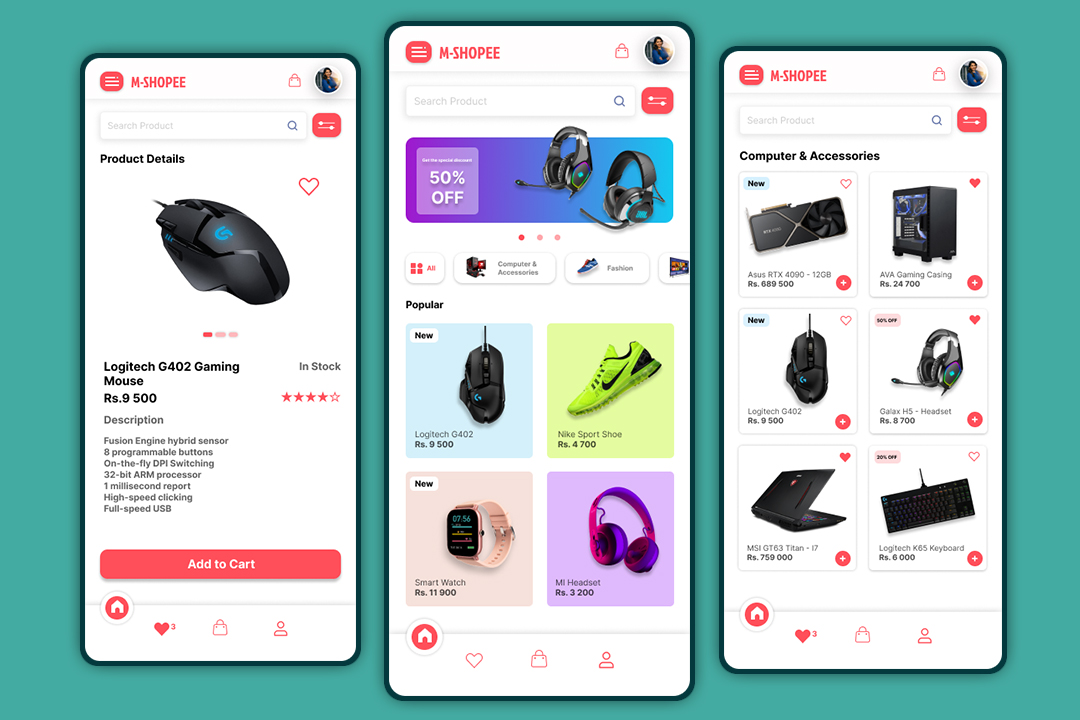 M-SHOPEE
Search Product
Product Details
Logitech G402 Gaming
Mouse
In Stock
Rs.9 500
Description
Fusion Engine hybrid sensor
8 programmable buttons
On-the-fly DPI Switching
32-bit ARM processor
1 millisecond report
High-speed clicking
Full-speed USB
Add to Cart
3
M-SHOPEE
Search Product
Get the special discount
50%
OFF
All
Computer &
Accessories
Fashion
Popular
New
Logitech G402
Rs. 9 500
Nike Sport Shoe
Rs. 4 700
New
07:56
Smart Watch
Rs. 11 900
MI Headset
Rs. 3 200
M-SHOPEE
Search Product
Computer & Accessories
New
Asus RTX 4090 - 12GB
Rs. 689 500
AVA Gaming Casing
Rs. 24 700
New
Logitech G402
Rs. 9 500
50% OFF
Galax H5 - Headset
Rs. 8 700
MSI GT63 Titan - I7
Rs. 759 000
20% OFF
Logitech K65 Keyboard
Rs. 6 000
3